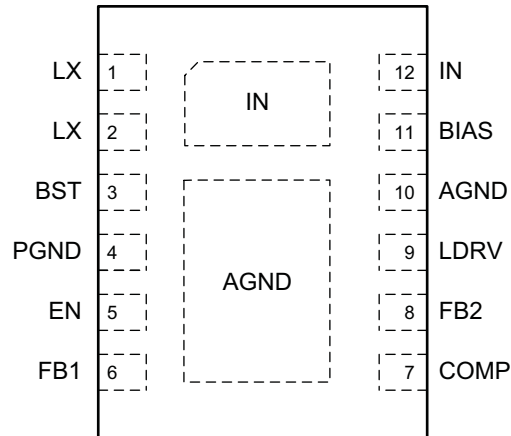 LX 1 12 IN
IN
LX 2 11 BIAS
BST 3 10 AGND
PGND 4 9 LDRV
AGND
EN 5 8 FB2
FB1 6 7 COMP